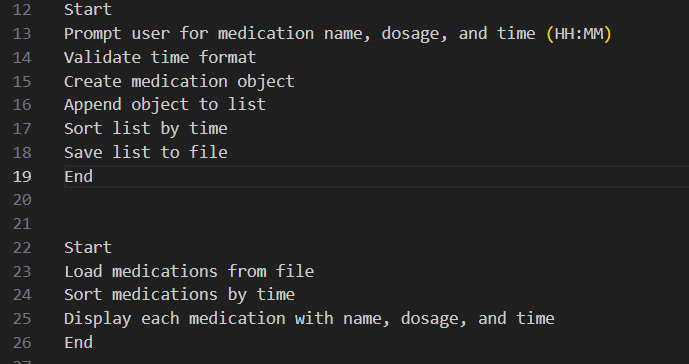 12 Start
13 Prompt user for medication name, dosage, and time (HH:MM)
14 Validate time format
15 Create medication object
16 Append object to list
17 Sort list by time
18 Save list to file
19 End
20
21
22 Start
23 Load medications from file
24 Sort medications by time
25 Display each medication with name, dosage, and time
26 End